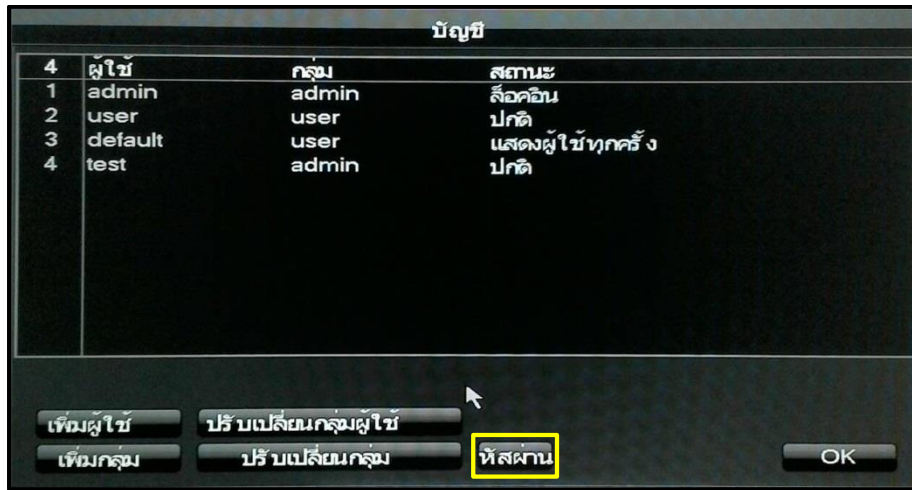 บัญชี
4 ผู้ใช้ กลุ่ม สถานะ
1 admin admin ล็อคอิน
2 user user ปกติ
3 default user แสดงผู้ใช้ทุกครั้ง
4 test admin ปกติ
เพิ่มผู้ใช้ ปรับเปลี่ยนกลุ่มผู้ใช้
เพิ่มกลุ่ม ปรับเปลี่ยนกลุ่ม หัสผ่าน OK